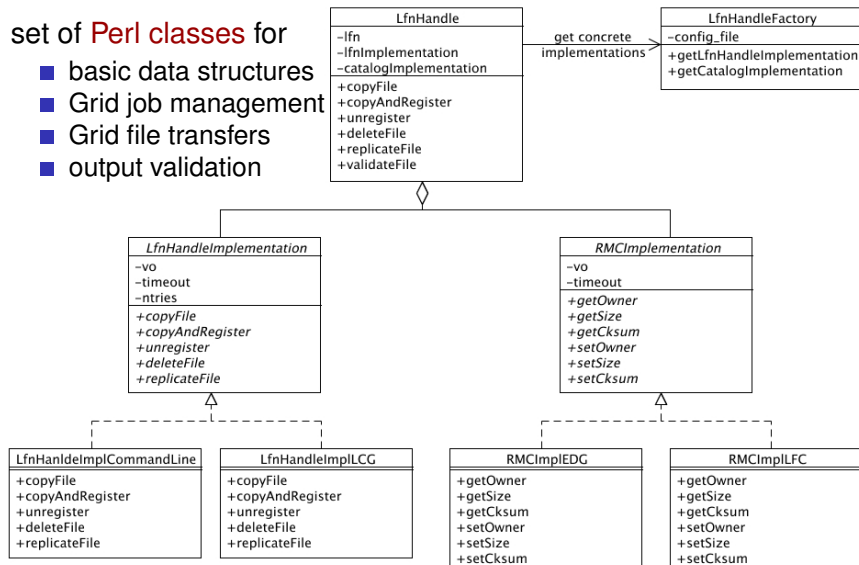 set of Perl classes for
basic data structures
Grid job management
Grid file transfers
output validation
LfnHandle
-lfn
-lfnImplementation
-catalogImplementation
+copyFile
+copyAndRegister
+unregister
+deleteFile
+replicateFile
+validateFile
get concrete
implementations
LfnHandleFactory
-config_file
+getLfnHandleImplementation
+getCatalogImplementation
LfnHandleImplementation
-vo
-timeout
-ntries
+copyFile
+copyAndRegister
+unregister
+deleteFile
+replicateFile
RMCImplementation
-vo
-timeout
+getOwner
+getSize
+getCksum
+setOwner
+setSize
+setCksum
LfnHanldeImplCommandLine
+copyFile
+copyAndRegister
+unregister
+deleteFile
+replicateFile
LfnHandleImplLCG
+copyFile
+copyAndRegister
+unregister
+deleteFile
+replicateFile
RMCImplEDG
+getOwner
+getSize
+getCksum
+setOwner
+setSize
+setCksum
RMCImplLFC
+getOwner
+getSize
+getCksum
+setOwner
+setSize
+setCksum